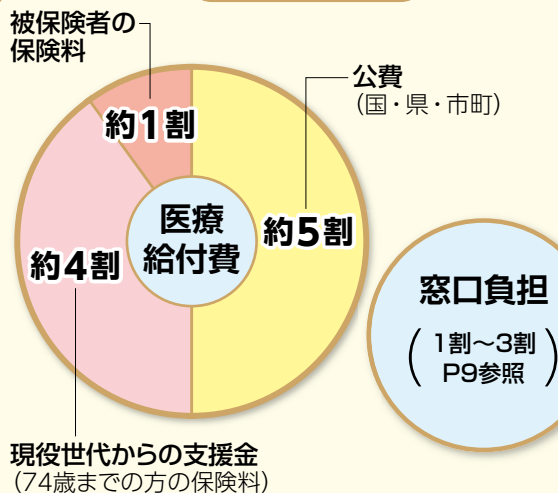 被保険者の
保険料
約1割
公費
(国・県・市町)
医療
給付費
約5割
約4割
窓口負担
(1割～3割
P9参照)
現役世代からの支援金
(74歳までの方の保険料)